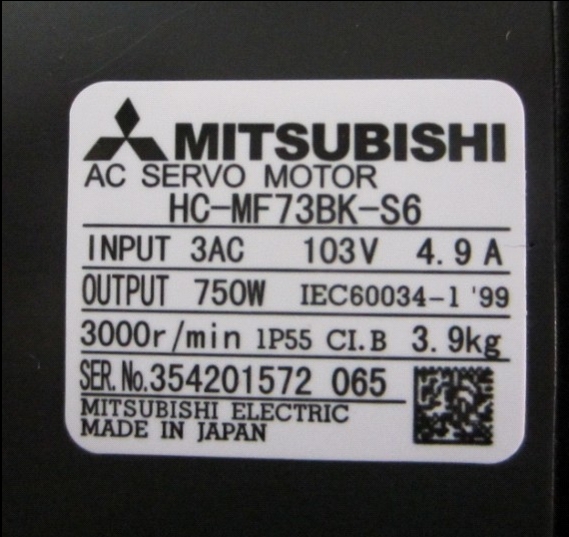 MITSUBISHI
AC SERVO MOTOR
HC-MF73BK-S6
INPUT 3AC 103V 4.9A
OUTPUT 750W IEC60034-1 '99
3000r/min IP55 CI.B 3.9kg
SER.No.354201572 065
MITSUBISHI ELECTRIC
MADE IN JAPAN